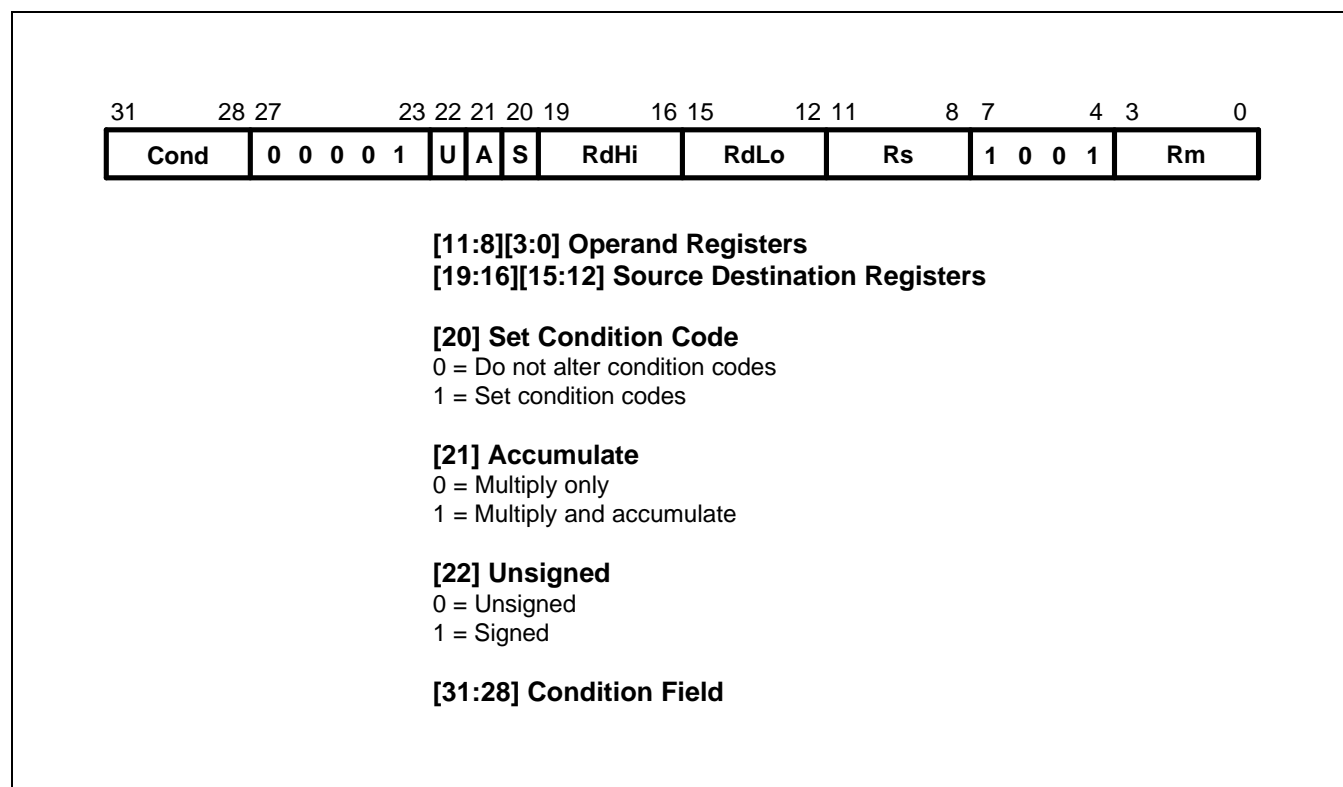 31 28 27 23 22 21 20 19 16 15 12 11 8 7 4 3 0
Cond 0 0 0 0 1 U A S RdHi RdLo Rs 1 0 0 1 Rm
[11:8][3:0] Operand Registers
[19:16][15:12] Source Destination Registers
[20] Set Condition Code
0 = Do not alter condition codes
1 = Set condition codes
[21] Accumulate
0 = Multiply only
1 = Multiply and accumulate
[22] Unsigned
0 = Unsigned
1 = Signed
[31:28] Condition Field